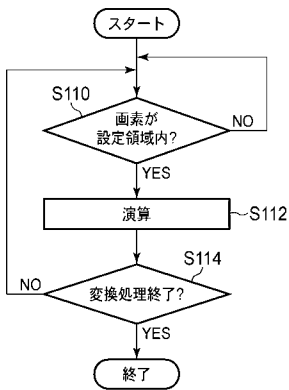 スタート
S110
画素が
設定領域内?
NO
YES
演算
S112
S114
NO
変換処理終了?
YES
終了